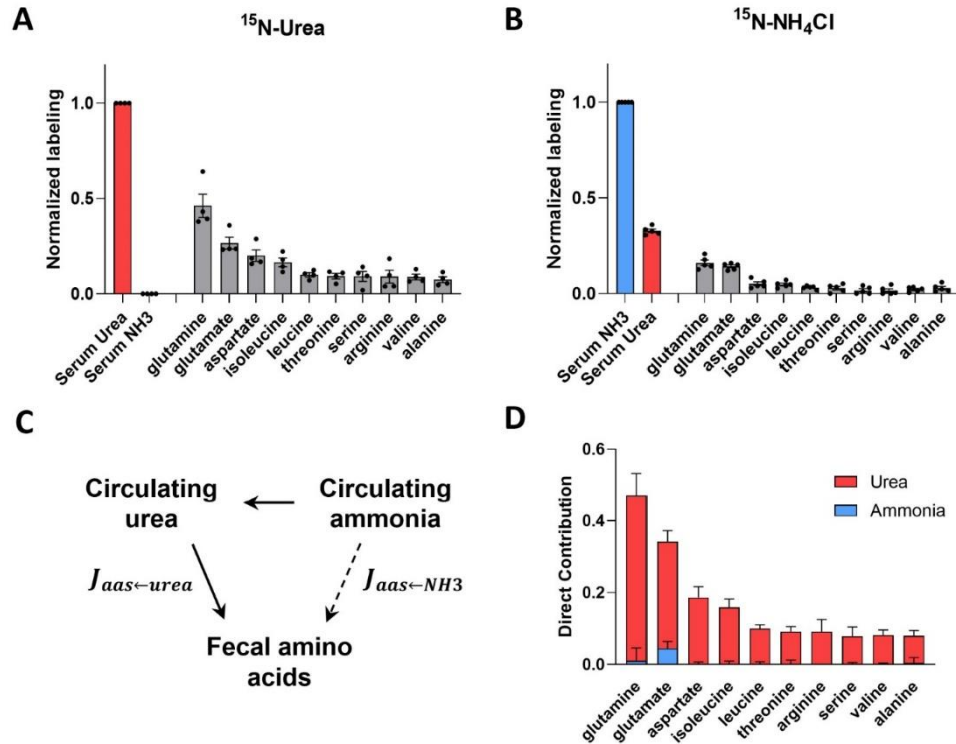 A
¹⁵N-Urea
Normalized labeling
1.0
0.5
0.0
Serum Urea
Serum NH3
glutamine
glutamate
aspartate
isoleucine
leucine
threonine
serine
arginine
valine
alanine
B
¹⁵N-NH₄Cl
Normalized labeling
1.0
0.5
0.0
Serum NH3
Serum Urea
glutamine
glutamate
aspartate
isoleucine
leucine
threonine
serine
arginine
valine
alanine
C
Circulating
urea
Circulating
ammonia
J aas←urea
J aas←NH3
Fecal amino
acids
D
Direct Contribution
0.6
0.4
0.2
0.0
Urea
Ammonia
glutamine
glutamate
aspartate
isoleucine
leucine
threonine
arginine
serine
valine
alanine